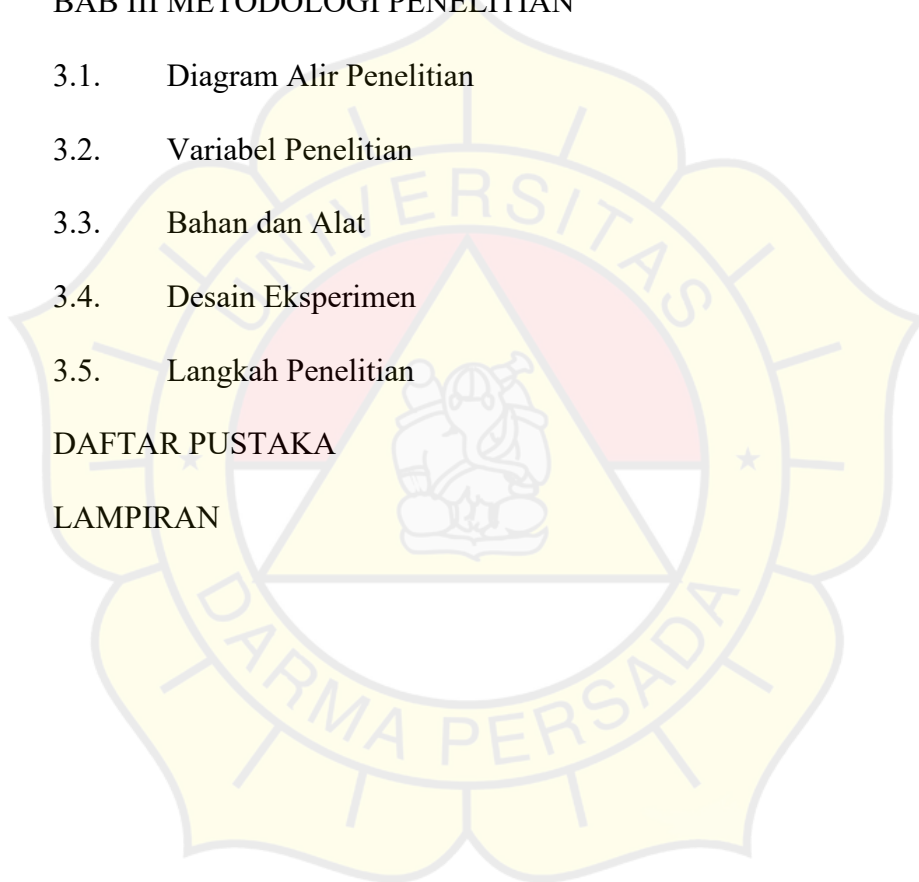 BAB III METODOLOGI PENELITIAN
3.1. Diagram Alir Penelitian
3.2. Variabel Penelitian
3.3. Bahan dan Alat
3.4. Desain Eksperimen
3.5. Langkah Penelitian
DAFTAR PUSTAKA
LAMPIRAN
UNIVERSITAS
DARMA PERSADA